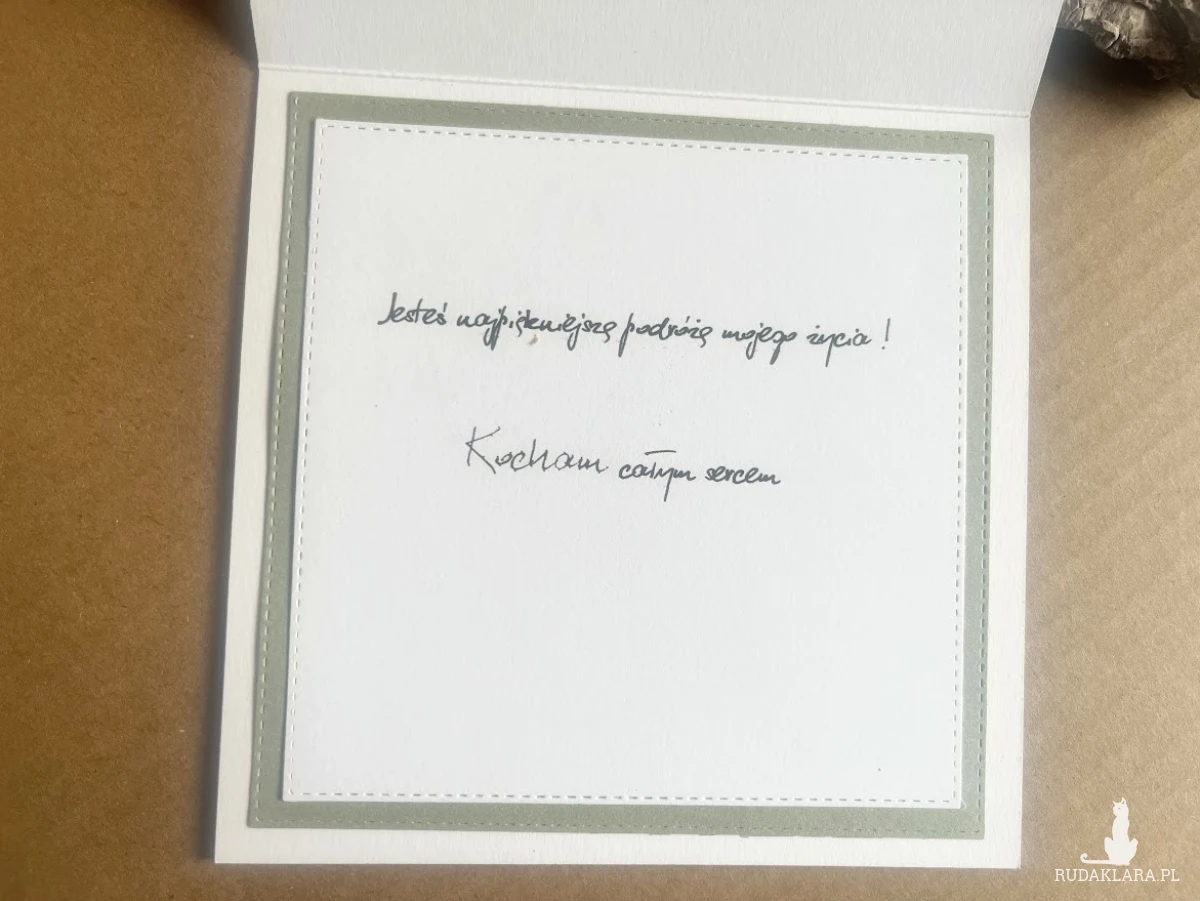 Jesteś najpiękniejszą podróżą mojego życia!
Kocham całym sercem
RUDAKLARA.PL